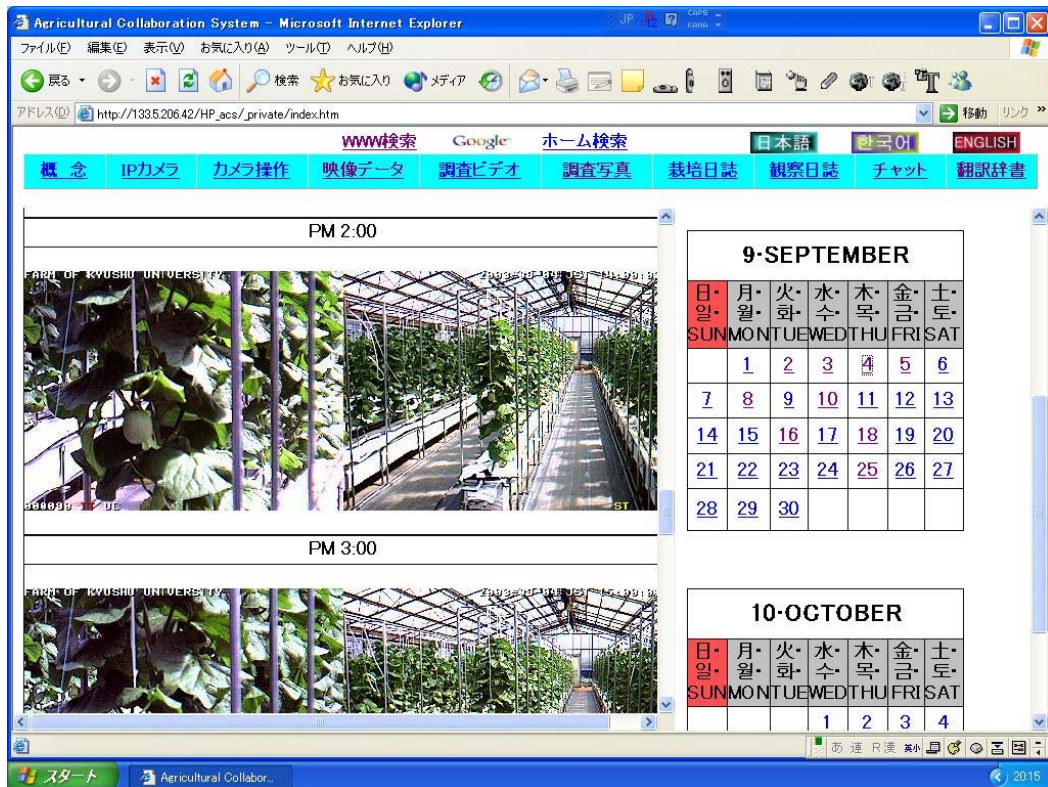 Agricultural Collaboration System - Microsoft Internet Explorer
JP
CAPS
KANA
ファイル(F) 編集(E) 表示(V) お気に入り(A) ツール(T) ヘルプ(H)
戻る 検索 お気に入り メディア
アドレス(D) http://133.5.206.42/HP_acs/_private/index.htm 移動 リンク »
WWW検索 Google ホーム検索 日本語 한국어 ENGLISH
概 念 IPカメラ カメラ操作 映像データ 調査ビデオ 調査写真 栽培日誌 観察日誌 チャット 翻訳辞書
PM 2:00
FARM OF KYUSHU UNIVERSITY
ST
PM 3:00
FARM OF KYUSHU UNIVERSITY
9·SEPTEMBER
日· 月· 火· 水· 木· 金· 土·
일· 월· 화· 수· 목· 금· 토·
SUN MON TUE WED THU FRI SAT
1 2 3 4 5 6
7 8 9 10 11 12 13
14 15 16 17 18 19 20
21 22 23 24 25 26 27
28 29 30
10·OCTOBER
日· 月· 火· 水· 木· 金· 土·
일· 월· 화· 수· 목· 금· 토·
SUN MON TUE WED THU FRI SAT
1 2 3 4
あ 連 R漢 英小
スタート Agricultural Collabor... 20:15